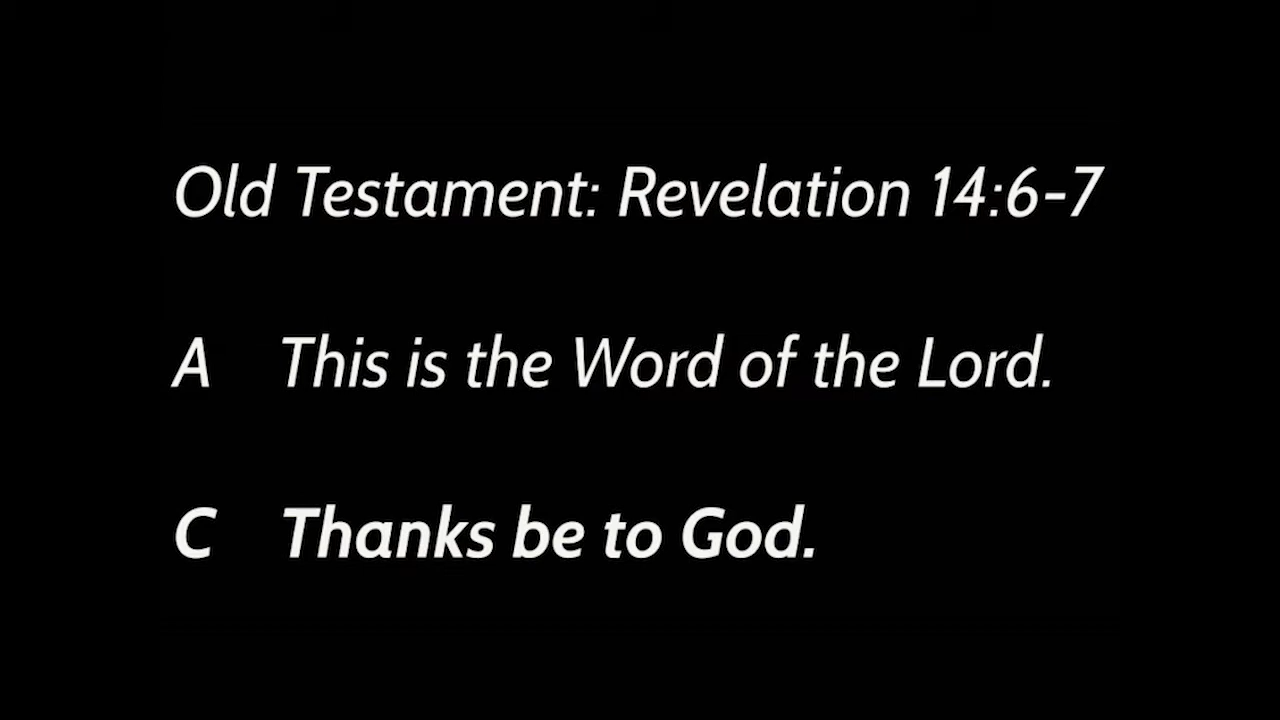 Old Testament: Revelation 14:6-7
A This is the Word of the Lord.
C Thanks be to God.